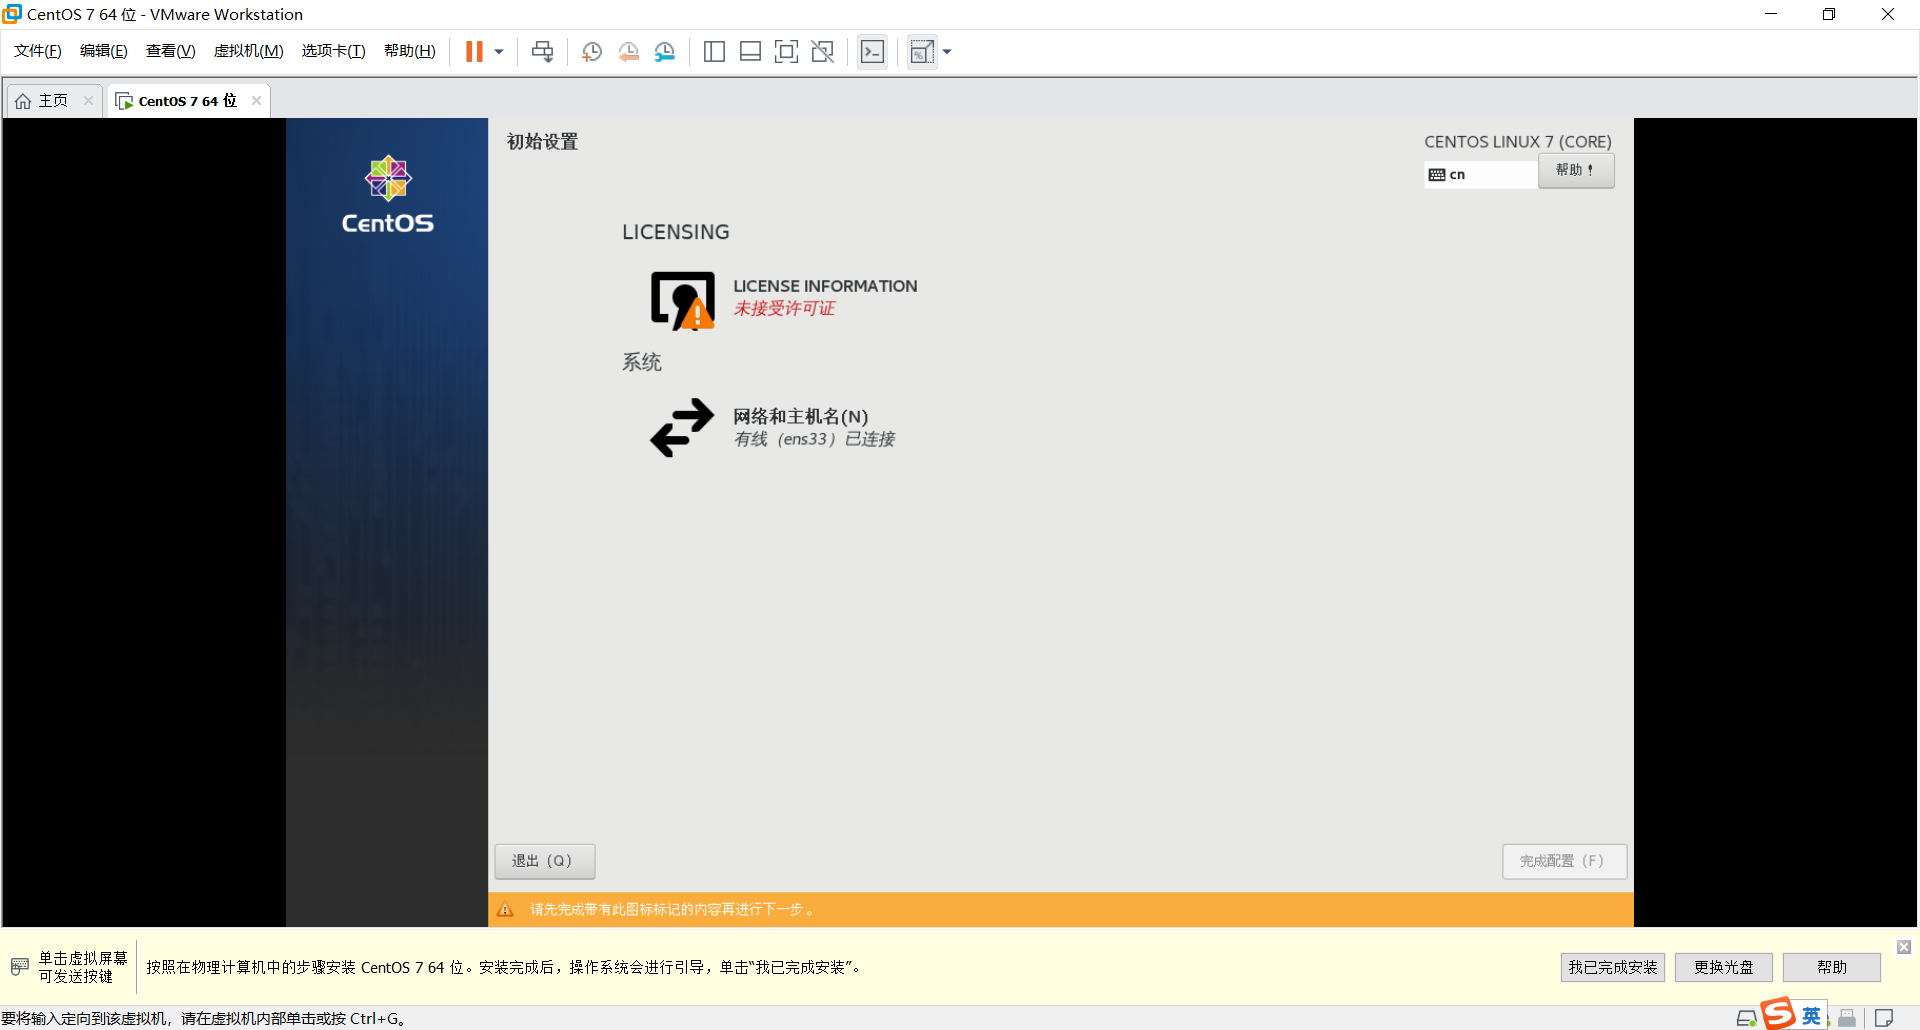 CentOS 7 64 位 - VMware Workstation
文件(F) 编辑(E) 查看(V) 虚拟机(M) 选项卡(T) 帮助(H)
主页 CentOS 7 64 位
CentOS
初始设置
CENTOS LINUX 7 (CORE)
cn
帮助！
LICENSING
LICENSE INFORMATION
未接受许可证
系统
网络和主机名(N)
有线（ens33）已连接
退出（Q）
完成配置（F）
请先完成带有此图标标记的内容再进行下一步。
单击虚拟屏幕
可发送按键
按照在物理计算机中的步骤安装 CentOS 7 64 位。安装完成后，操作系统会进行引导，单击“我已完成安装”。
我已完成安装
更换光盘
帮助
要将输入定向到该虚拟机，请在虚拟机内部单击或按 Ctrl+G。
英